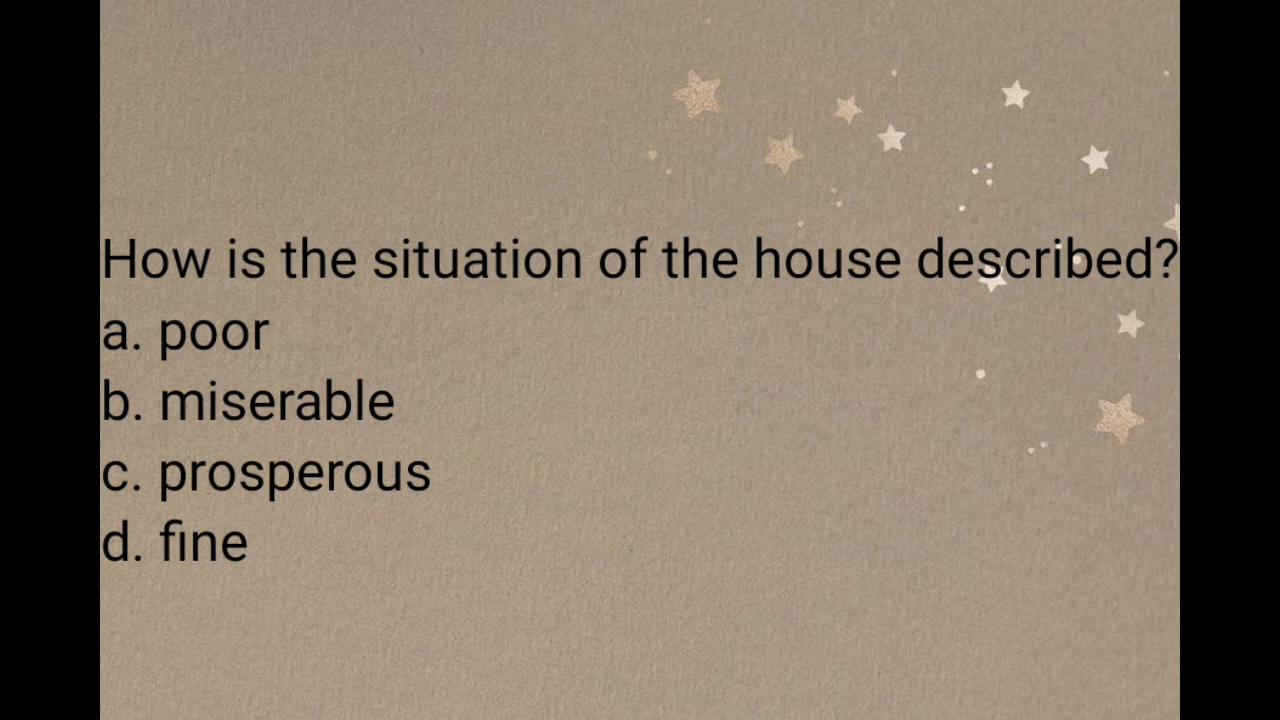 How is the situation of the house described?
a. poor
b. miserable
c. prosperous
d. fine